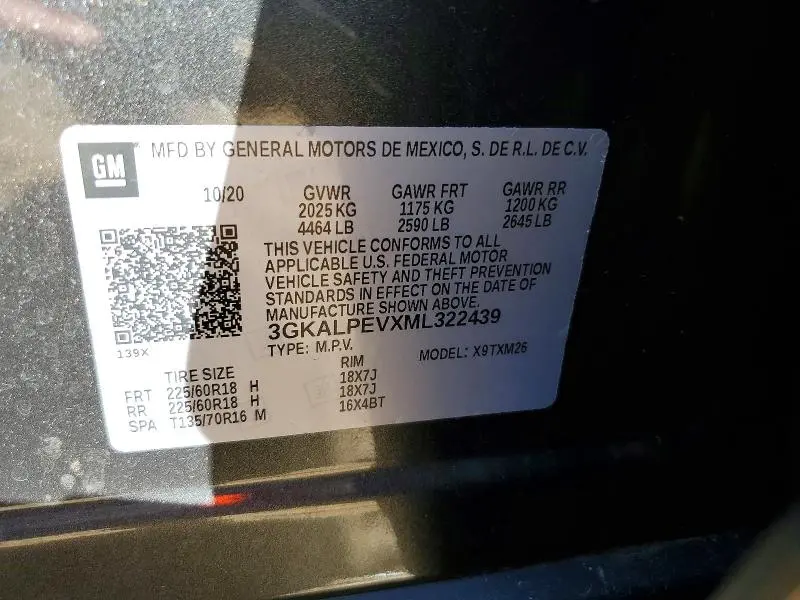 GM MFD BY GENERAL MOTORS DE MEXICO, S. DE R.L. DE C.V.
10/20 GVWR GAWR FRT GAWR RR
2025 KG 1175 KG 1200 KG
4464 LB 2590 LB 2645 LB
THIS VEHICLE CONFORMS TO ALL
APPLICABLE U.S. FEDERAL MOTOR
VEHICLE SAFETY AND THEFT PREVENTION
STANDARDS IN EFFECT ON THE DATE OF
MANUFACTURE SHOWN ABOVE.
3GKALPEVXML322439
139X TYPE: M.P.V. MODEL: X9TXM26
TIRE SIZE RIM
FRT 225/60R18 H 18X7J
RR 225/60R18 H 18X7J
SPA T135/70R16 M 16X4BT